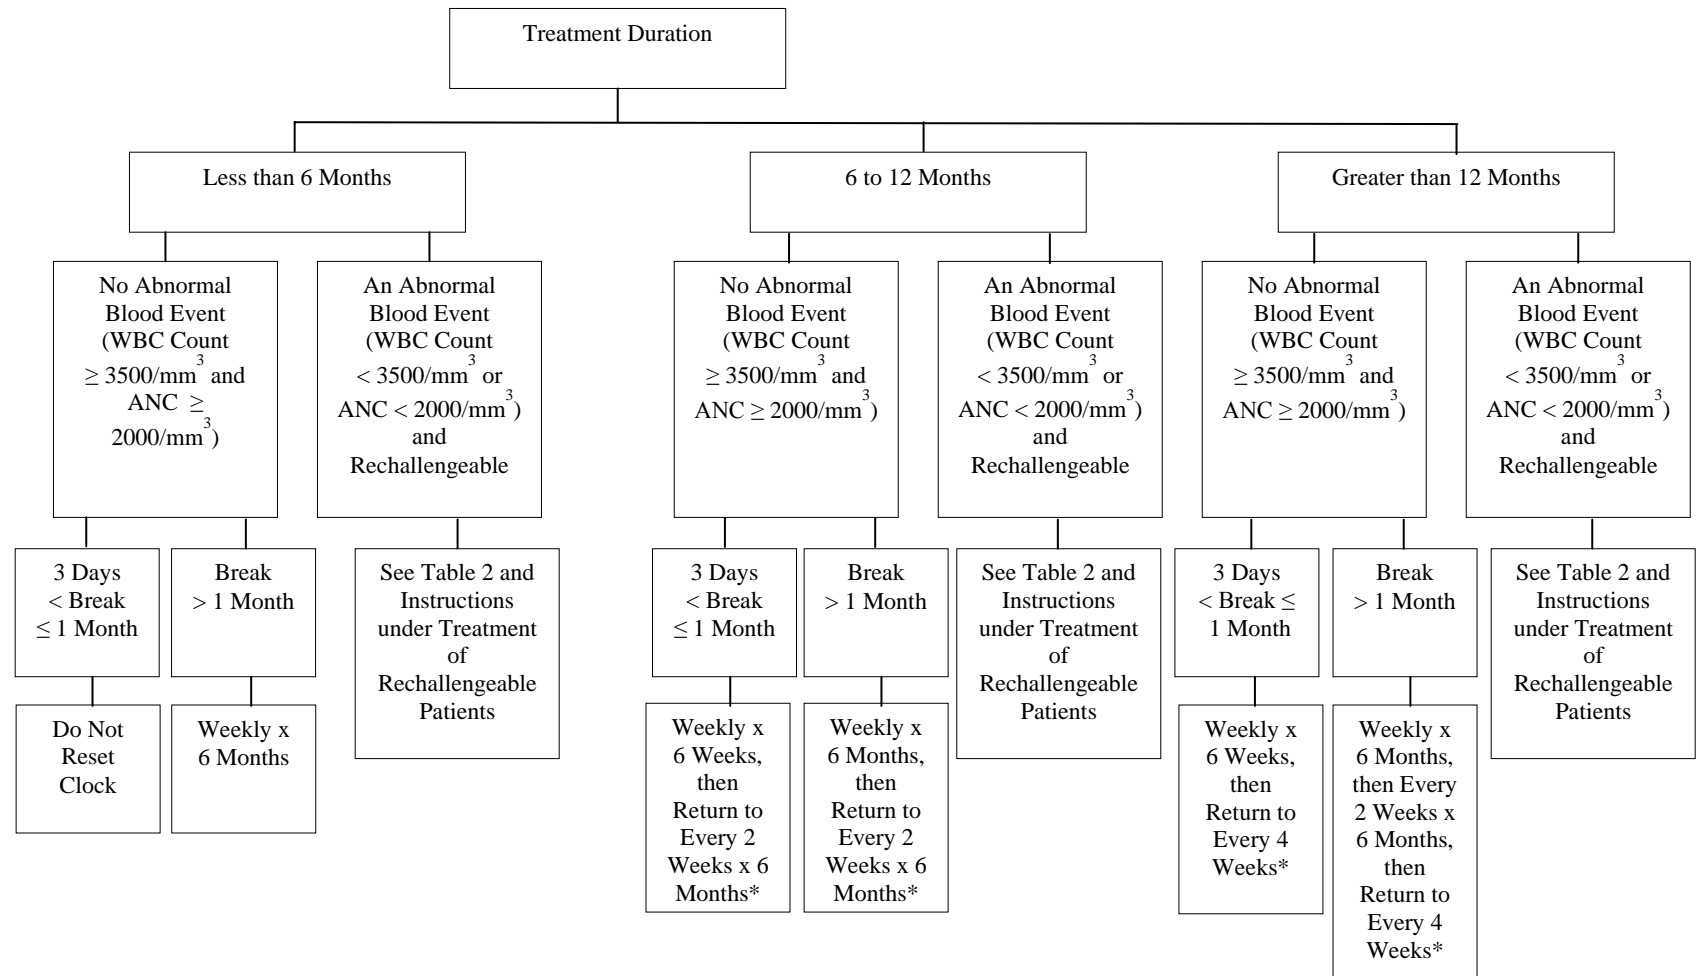 Treatment Duration
Less than 6 Months
6 to 12 Months
Greater than 12 Months
No Abnormal
Blood Event
(WBC Count
≥ 3500/mm³ and
ANC ≥
2000/mm³)
An Abnormal
Blood Event
(WBC Count
< 3500/mm³ or
ANC < 2000/mm³)
and
Rechallengeable
No Abnormal
Blood Event
(WBC Count
≥ 3500/mm³ and
ANC ≥ 2000/mm³)
An Abnormal
Blood Event
(WBC Count
< 3500/mm³ or
ANC < 2000/mm³)
and
Rechallengeable
No Abnormal
Blood Event
(WBC Count
≥ 3500/mm³ and
ANC ≥ 2000/mm³)
An Abnormal
Blood Event
(WBC Count
< 3500/mm³ or
ANC < 2000/mm³)
and
Rechallengeable
3 Days
< Break
≤ 1 Month
Break
> 1 Month
See Table 2 and
Instructions
under Treatment
of
Rechallengeable
Patients
3 Days
< Break
≤ 1 Month
Break
> 1 Month
See Table 2 and
Instructions
under Treatment
of
Rechallengeable
Patients
3 Days
< Break ≤
1 Month
Break
> 1 Month
See Table 2 and
Instructions
under Treatment
of
Rechallengeable
Patients
Do Not
Reset
Clock
Weekly x
6 Months
Weekly x
6 Weeks,
then
Return to
Every 2
Weeks x 6
Months*
Weekly x
6 Months,
then
Return to
Every 2
Weeks x 6
Months*
Weekly x
6 Weeks,
then
Return to
Every 4
Weeks*
Weekly x
6 Months,
then Every
2 Weeks x
6 Months,
then
Return to
Every 4
Weeks*